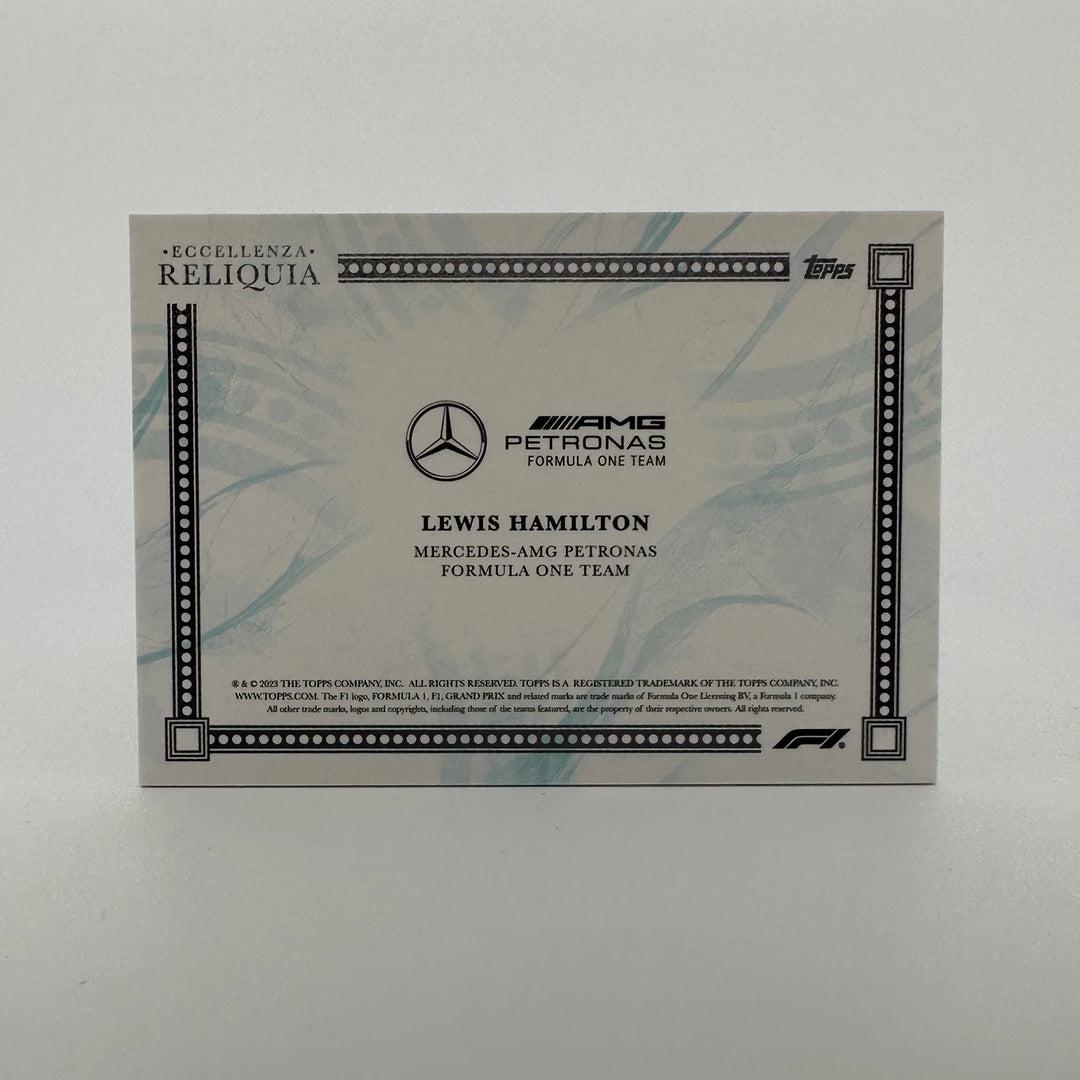 •ECCELLENZA•
RELIQUIA
topps
AMG
PETRONAS
FORMULA ONE TEAM
LEWIS HAMILTON
MERCEDES-AMG PETRONAS
FORMULA ONE TEAM
® & © 2023 THE TOPPS COMPANY, INC. ALL RIGHTS RESERVED. TOPPS IS A REGISTERED TRADEMARK OF THE TOPPS COMPANY, INC.
WWW.TOPPS.COM. The F1 logo, FORMULA 1, F1, GRAND PRIX and related marks are trade marks of Formula One Licensing BV, a Formula 1 company.
All other trade marks, logos and copyrights, including those of the teams featured, are the property of their respective owners. All rights reserved.
F1®